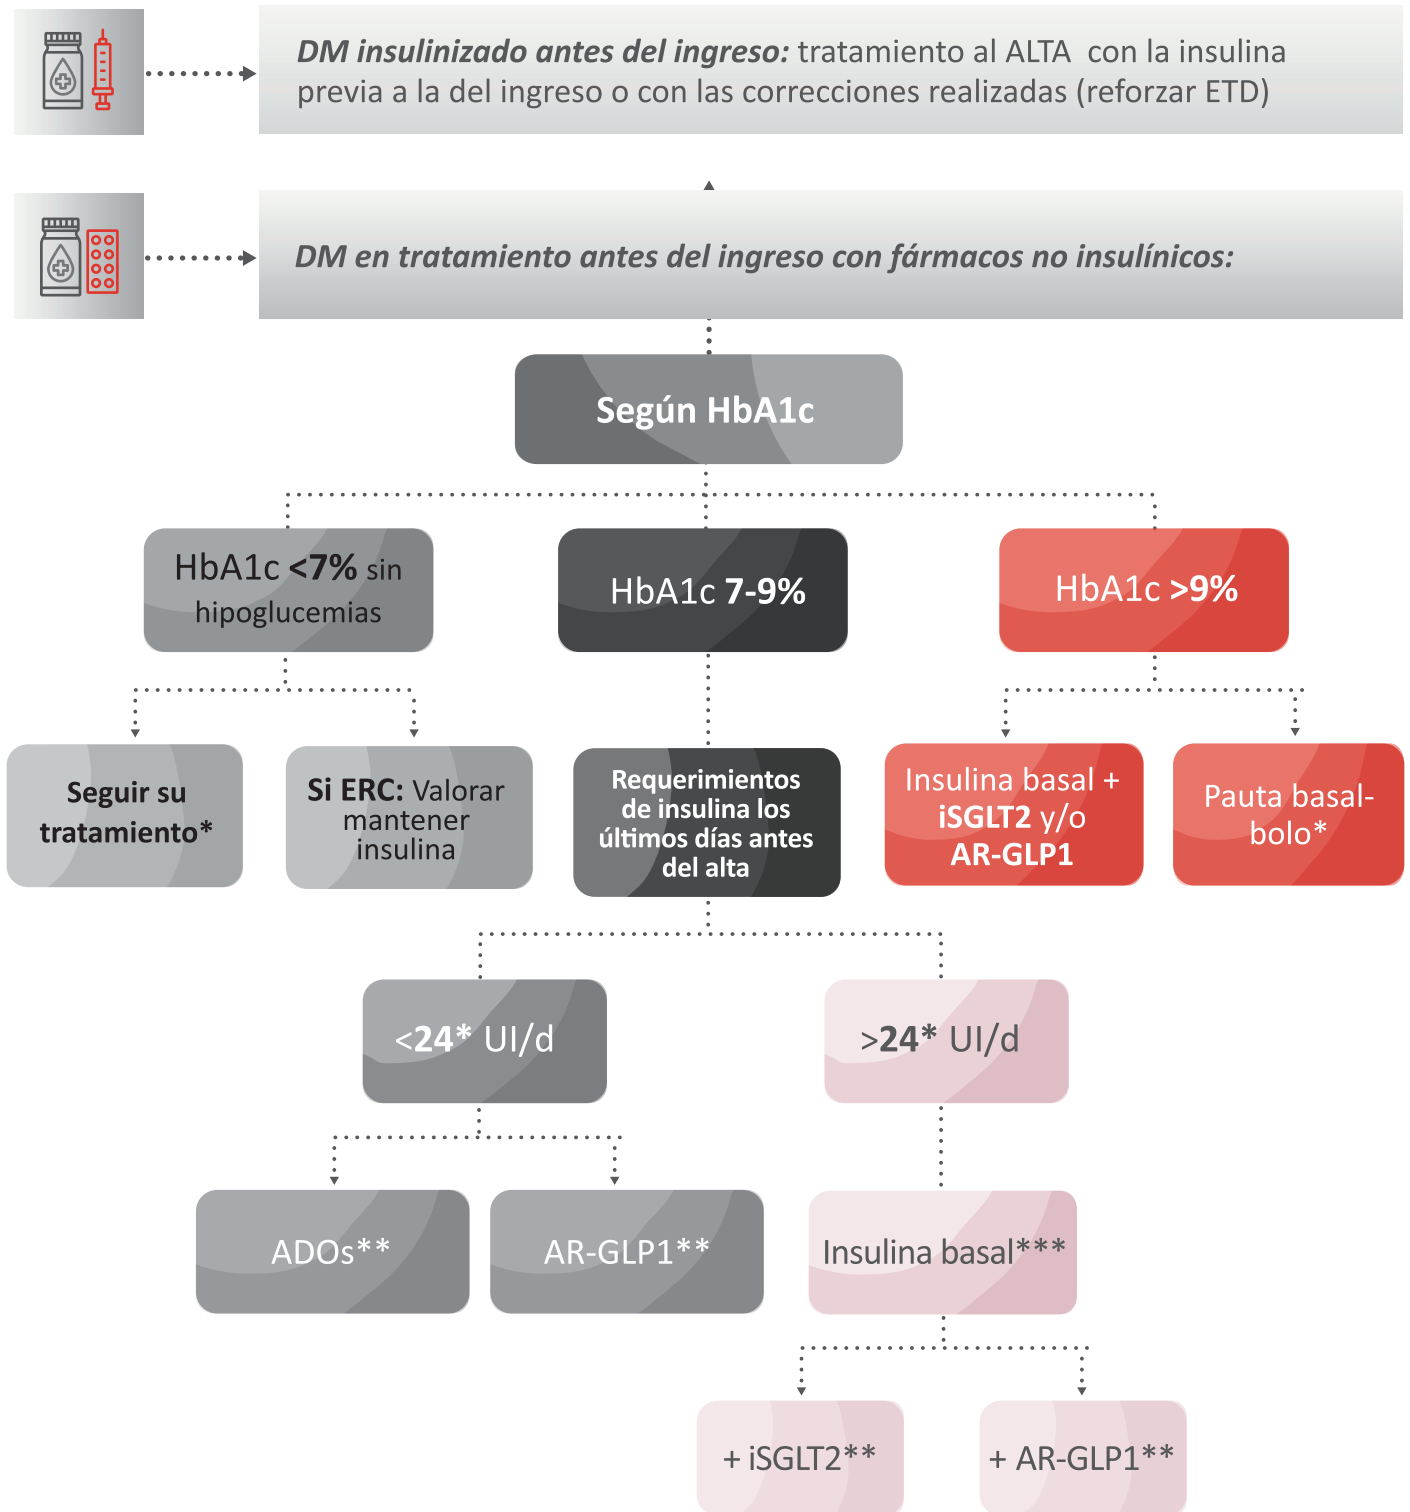 DM insulinizado antes del ingreso: tratamiento al ALTA con la insulina
previa a la del ingreso o con las correcciones realizadas (reforzar ETD)
DM en tratamiento antes del ingreso con fármacos no insulínicos:
Según HbA1c
HbA1c <7% sin
hipoglucemias
HbA1c 7-9%
HbA1c >9%
Seguir su
tratamiento*
Si ERC: Valorar
mantener
insulina
Requerimientos
de insulina los
últimos días antes
del alta
Insulina basal +
iSGLT2 y/o
AR-GLP1
Pauta basal-
bolo*
<24* UI/d
>24* UI/d
ADOs**
AR-GLP1**
Insulina basal***
+ iSGLT2**
+ AR-GLP1**